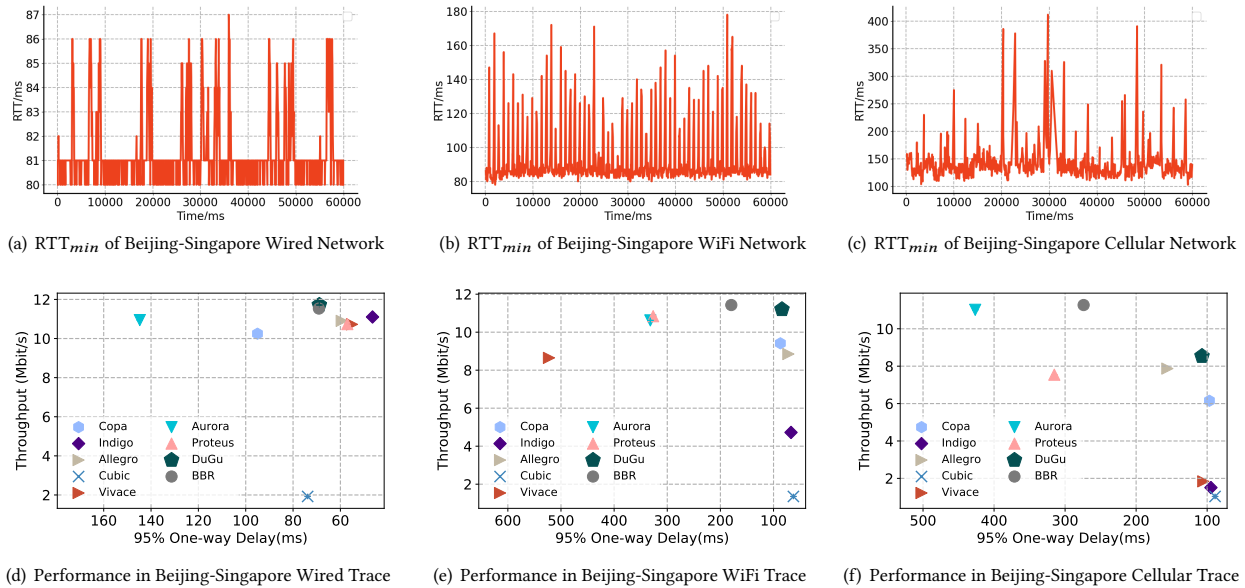 87
86
85
84
83
82
81
80
RTT/ms
0
10000
20000
30000
40000
50000
60000
Time/ms
(a) RTTmin of Beijing-Singapore Wired Network
180
160
140
120
100
80
RTT/ms
0
10000
20000
30000
40000
50000
60000
Time/ms
(b) RTTmin of Beijing-Singapore WiFi Network
400
350
300
250
200
150
100
RTT/ms
0
10000
20000
30000
40000
50000
60000
Time/ms
(c) RTTmin of Beijing-Singapore Cellular Network
12
10
8
6
4
2
Throughput (Mbit/s)
Copa
Indigo
Allegro
Cubic
Vivace
Aurora
Proteus
DuGu
BBR
160
140
120
100
80
60
95% One-way Delay(ms)
(d) Performance in Beijing-Singapore Wired Trace
12
10
8
6
4
2
Throughput (Mbit/s)
Copa
Indigo
Allegro
Cubic
Vivace
Aurora
Proteus
DuGu
BBR
600
500
400
300
200
100
95% One-way Delay(ms)
(e) Performance in Beijing-Singapore WiFi Trace
10
8
6
4
2
Throughput (Mbit/s)
Copa
Indigo
Allegro
Cubic
Vivace
Aurora
Proteus
DuGu
BBR
500
400
300
200
100
95% One-way Delay(ms)
(f) Performance in Beijing-Singapore Cellular Trace